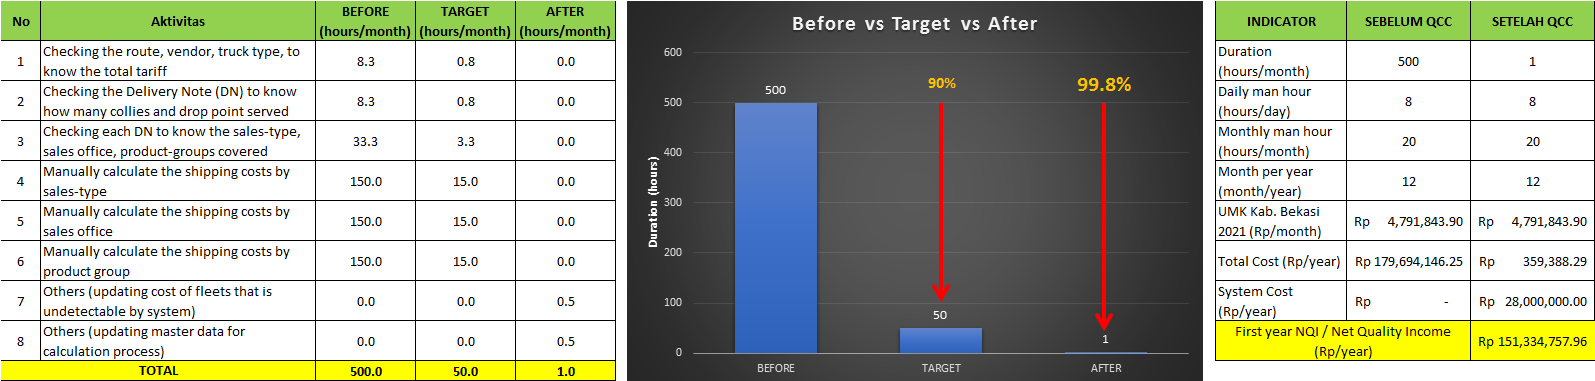 No Aktivitas BEFORE (hours/month) TARGET (hours/month) AFTER (hours/month)
1 Checking the route, vendor, truck type, to know the total tariff 8.3 0.8 0.0
2 Checking the Delivery Note (DN) to know how many collies and drop point served 8.3 0.8 0.0
3 Checking each DN to know the sales-type, sales office, product-groups covered 33.3 3.3 0.0
4 Manually calculate the shipping costs by sales-type 150.0 15.0 0.0
5 Manually calculate the shipping costs by sales office 150.0 15.0 0.0
6 Manually calculate the shipping costs by product group 150.0 15.0 0.0
7 Others (updating cost of fleets that is undetectable by system) 0.0 0.0 0.5
8 Others (updating master data for calculation process) 0.0 0.0 0.5
TOTAL 500.0 50.0 1.0
Before vs Target vs After
Duration (hours)
600
500
400
300
200
100
0
500
90%
99.8%
50
1
BEFORE TARGET AFTER
INDICATOR SEBELUM QCC SETELAH QCC
Duration (hours/month) 500 1
Daily man hour (hours/day) 8 8
Monthly man hour (hours/month) 20 20
Month per year (month/year) 12 12
UMK Kab. Bekasi 2021 (Rp/month) Rp 4,791,843.90 Rp 4,791,843.90
Total Cost (Rp/year) Rp 179,694,146.25 Rp 359,388.29
System Cost (Rp/year) Rp - Rp 28,000,000.00
First year NQI / Net Quality Income (Rp/year) Rp 151,334,757.96